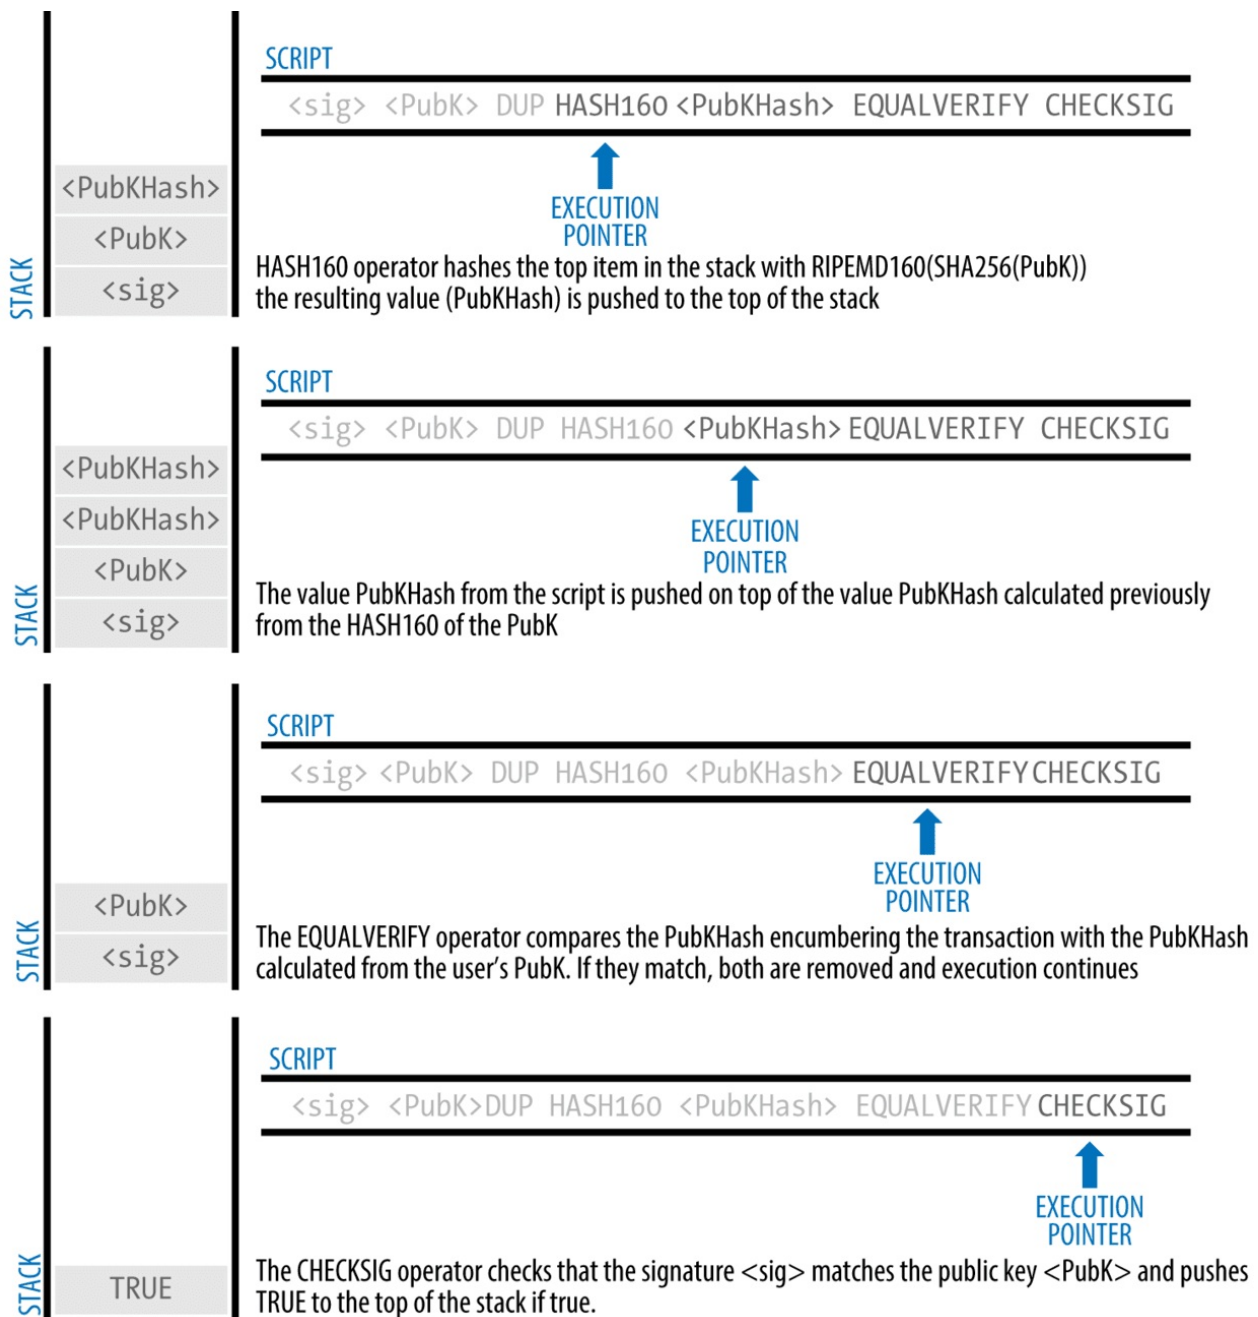 SCRIPT
<sig> <PubK> DUP HASH160 <PubKHash> EQUALVERIFY CHECKSIG
EXECUTION
POINTER
<PubKHash>
<PubK>
<sig>
STACK
HASH160 operator hashes the top item in the stack with RIPEMD160(SHA256(PubK))
the resulting value (PubKHash) is pushed to the top of the stack
SCRIPT
<sig> <PubK> DUP HASH160 <PubKHash> EQUALVERIFY CHECKSIG
EXECUTION
POINTER
<PubKHash>
<PubKHash>
<PubK>
<sig>
STACK
The value PubKHash from the script is pushed on top of the value PubKHash calculated previously
from the HASH160 of the PubK
SCRIPT
<sig> <PubK> DUP HASH160 <PubKHash> EQUALVERIFY CHECKSIG
EXECUTION
POINTER
<PubK>
<sig>
STACK
The EQUALVERIFY operator compares the PubKHash encumbering the transaction with the PubKHash
calculated from the user's PubK. If they match, both are removed and execution continues
SCRIPT
<sig> <PubK>DUP HASH160 <PubKHash> EQUALVERIFY CHECKSIG
EXECUTION
POINTER
TRUE
STACK
The CHECKSIG operator checks that the signature <sig> matches the public key <PubK> and pushes
TRUE to the top of the stack if true.